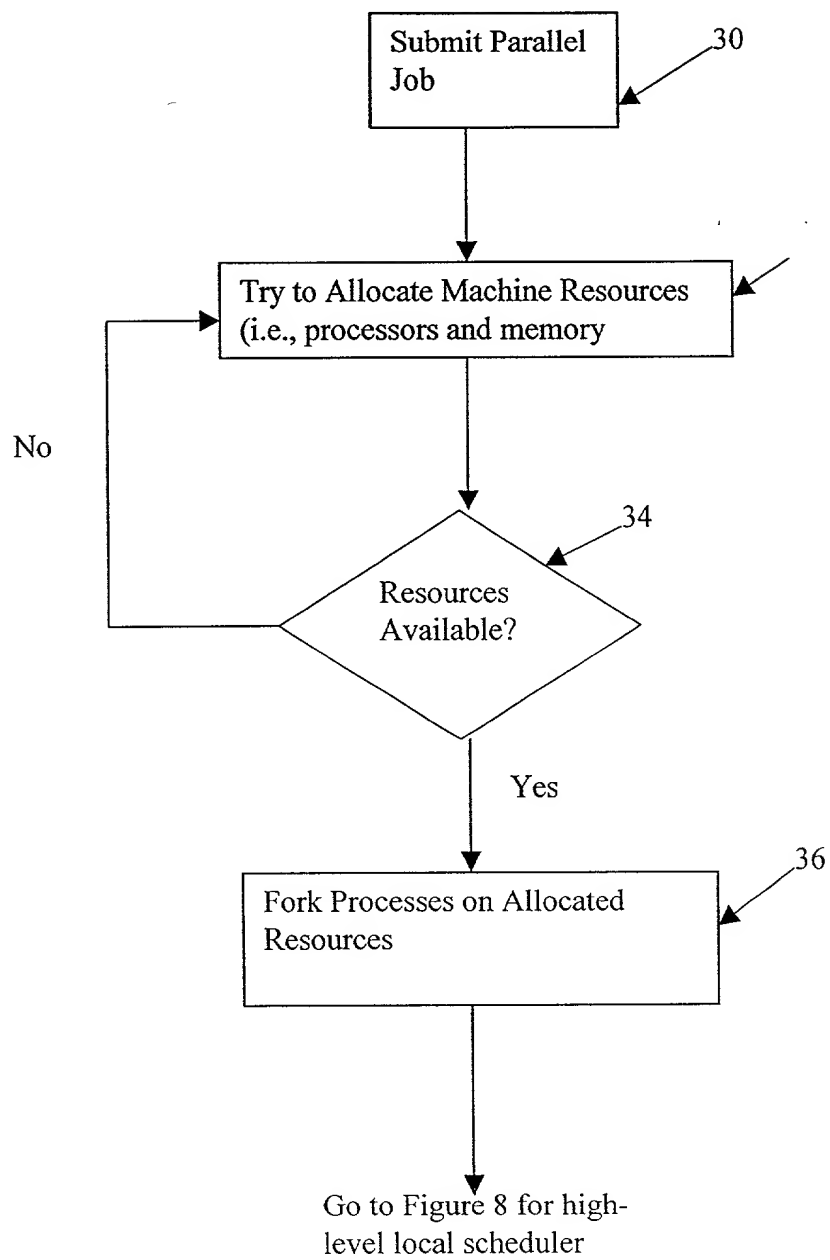 Submit Parallel
Job
30
Try to Allocate Machine Resources
(i.e., processors and memory
No
34
Resources
Available?
Yes
36
Fork Processes on Allocated
Resources
Go to Figure 8 for high-
level local scheduler